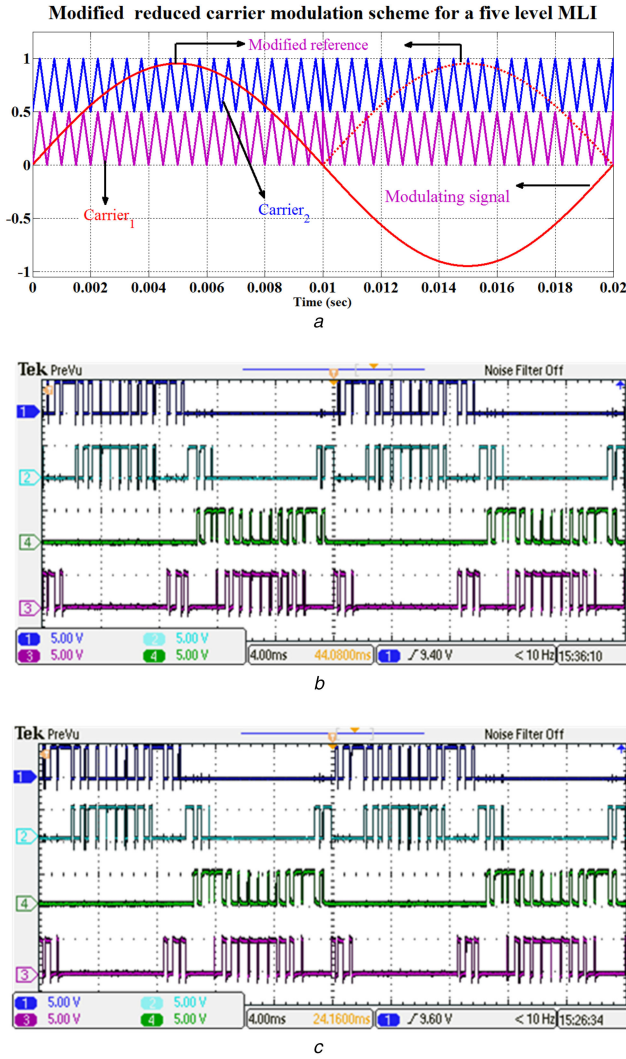 Modified reduced carrier modulation scheme for a five level MLI
Modified reference
1
0.5
0
-0.5
-1
Carrier1
Carrier2
Modulating signal
0 0.002 0.004 0.006 0.008 0.01 0.012 0.014 0.016 0.018 0.02
Time (sec)
a
Tek PreVu Noise Filter Off
1
2
4
3
1 5.00 V 2 5.00 V
3 5.00 V 4 5.00 V
4.00ms 44.0800ms 1 9.40 V < 10 Hz 15:36:10
b
Tek PreVu Noise Filter Off
1
2
4
3
1 5.00 V 2 5.00 V
3 5.00 V 4 5.00 V
4.00ms 24.1600ms 1 9.60 V < 10 Hz 15:26:34
c